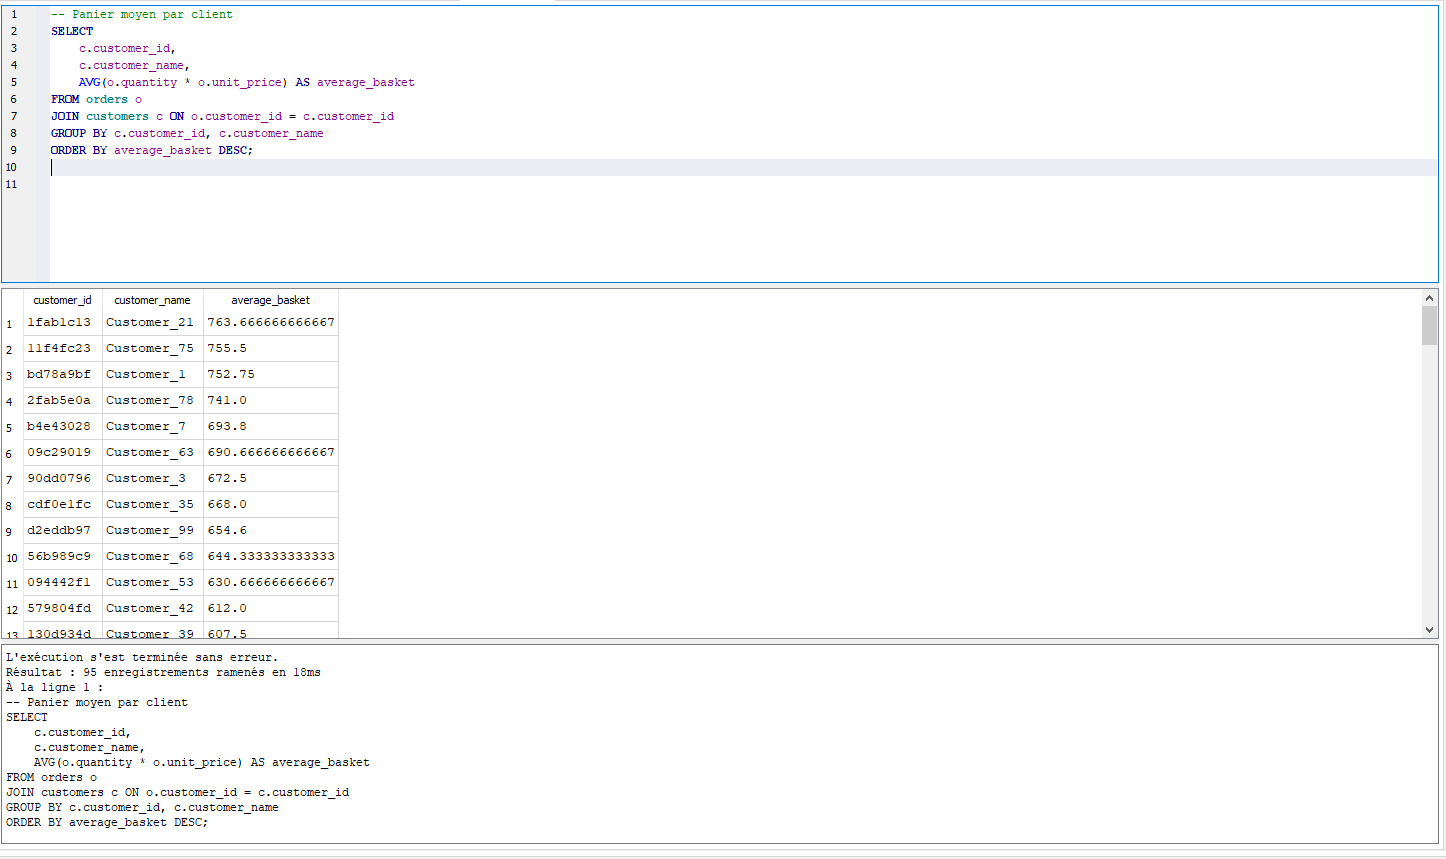 1 -- Panier moyen par client
2 SELECT
3 c.customer_id,
4 c.customer_name,
5 AVG(o.quantity * o.unit_price) AS average_basket
6 FROM orders o
7 JOIN customers c ON o.customer_id = c.customer_id
8 GROUP BY c.customer_id, c.customer_name
9 ORDER BY average_basket DESC;
10
11
customer_id customer_name average_basket
1 1fab1c13 Customer_21 763.666666666667
2 11f4fc23 Customer_75 755.5
3 bd78a9bf Customer_1 752.75
4 2fab5e0a Customer_78 741.0
5 b4e43028 Customer_7 693.8
6 09c29019 Customer_63 690.666666666667
7 90dd0796 Customer_3 672.5
8 cdf0e1fc Customer_35 668.0
9 d2eddb97 Customer_99 654.6
10 56b989c9 Customer_68 644.333333333333
11 094442f1 Customer_53 630.666666666667
12 579804fd Customer_42 612.0
13 130d934d Customer_39 607.5
L'exécution s'est terminée sans erreur.
Résultat : 95 enregistrements ramenés en 18ms
À la ligne 1 :
-- Panier moyen par client
SELECT
c.customer_id,
c.customer_name,
AVG(o.quantity * o.unit_price) AS average_basket
FROM orders o
JOIN customers c ON o.customer_id = c.customer_id
GROUP BY c.customer_id, c.customer_name
ORDER BY average_basket DESC;